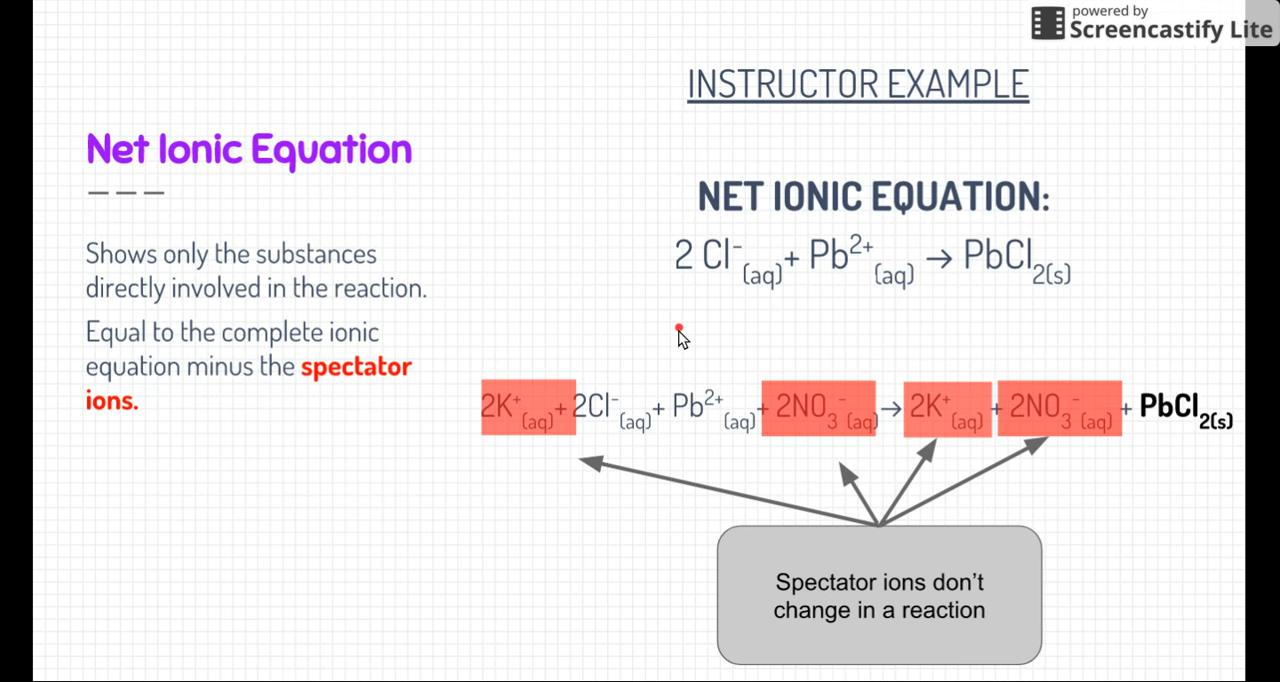 powered by
Screencastify Lite
INSTRUCTOR EXAMPLE
Net Ionic Equation
Shows only the substances
directly involved in the reaction.
Equal to the complete ionic
equation minus the spectator
ions.
NET IONIC EQUATION:
2 Cl⁻(aq)+ Pb²⁺(aq) → PbCl₂(s)
2K⁺(aq)+ 2Cl⁻(aq)+ Pb²⁺(aq)+ 2NO₃⁻(aq)→ 2K⁺(aq) + 2NO₃⁻(aq) + PbCl₂(s)
Spectator ions don’t
change in a reaction